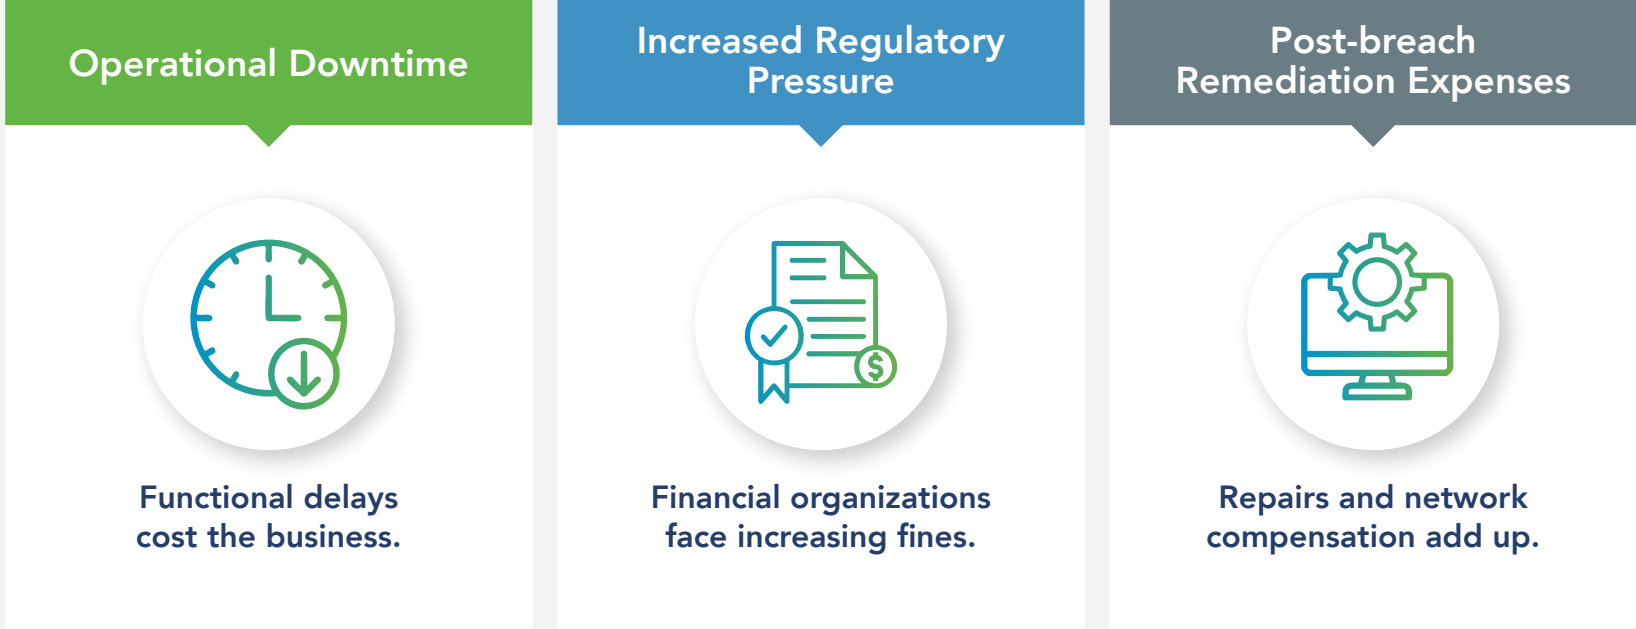 Operational Downtime
Functional delays
cost the business.
Increased Regulatory
Pressure
$
Financial organizations
face increasing fines.
Post-breach
Remediation Expenses
Repairs and network
compensation add up.